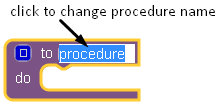 click to change procedure name
to procedure
do